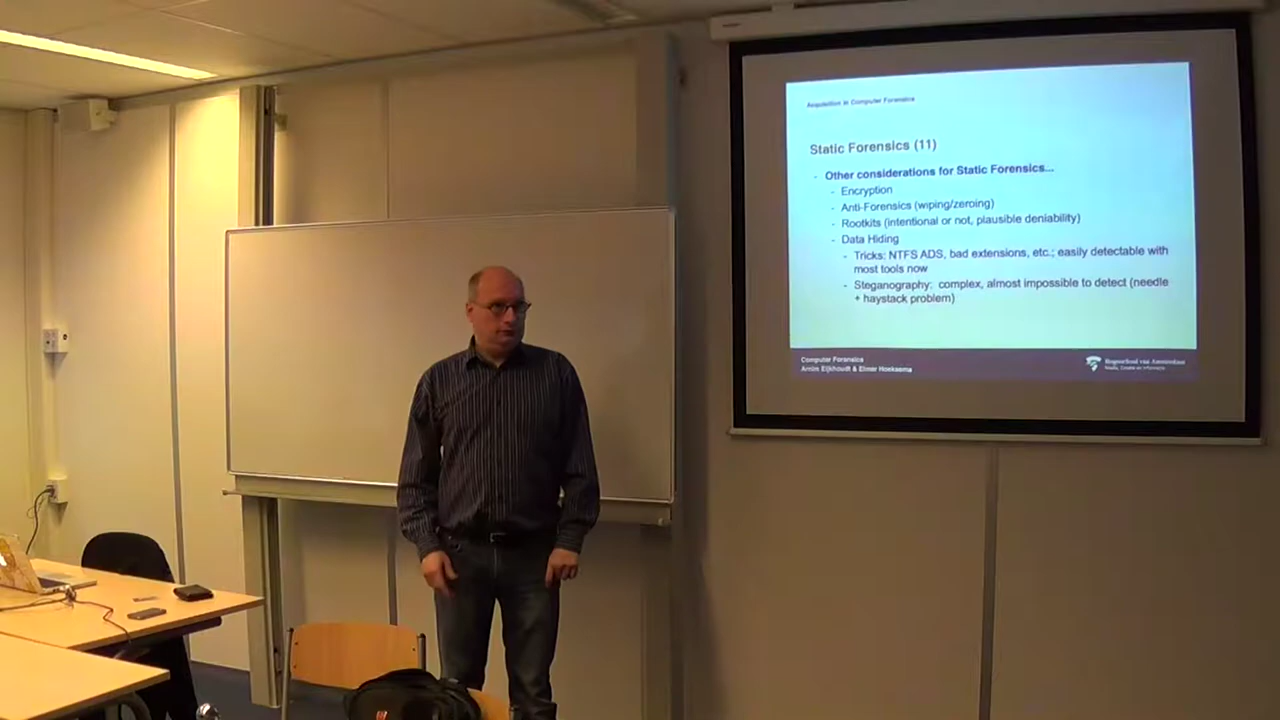 Acquisition in Computer Forensics
Static Forensics (11)
- Other considerations for Static Forensics...
- Encryption
- Anti-Forensics (wiping/zeroing)
- Rootkits (intentional or not, plausible deniability)
- Data Hiding
- Tricks: NTFS ADS, bad extensions, etc.; easily detectable with
most tools now
- Steganography: complex, almost impossible to detect (needle
+ haystack problem)
Computer Forensics
Arnim Eijkhoudt & Elmer Hoeksema
Hogeschool van Amsterdam